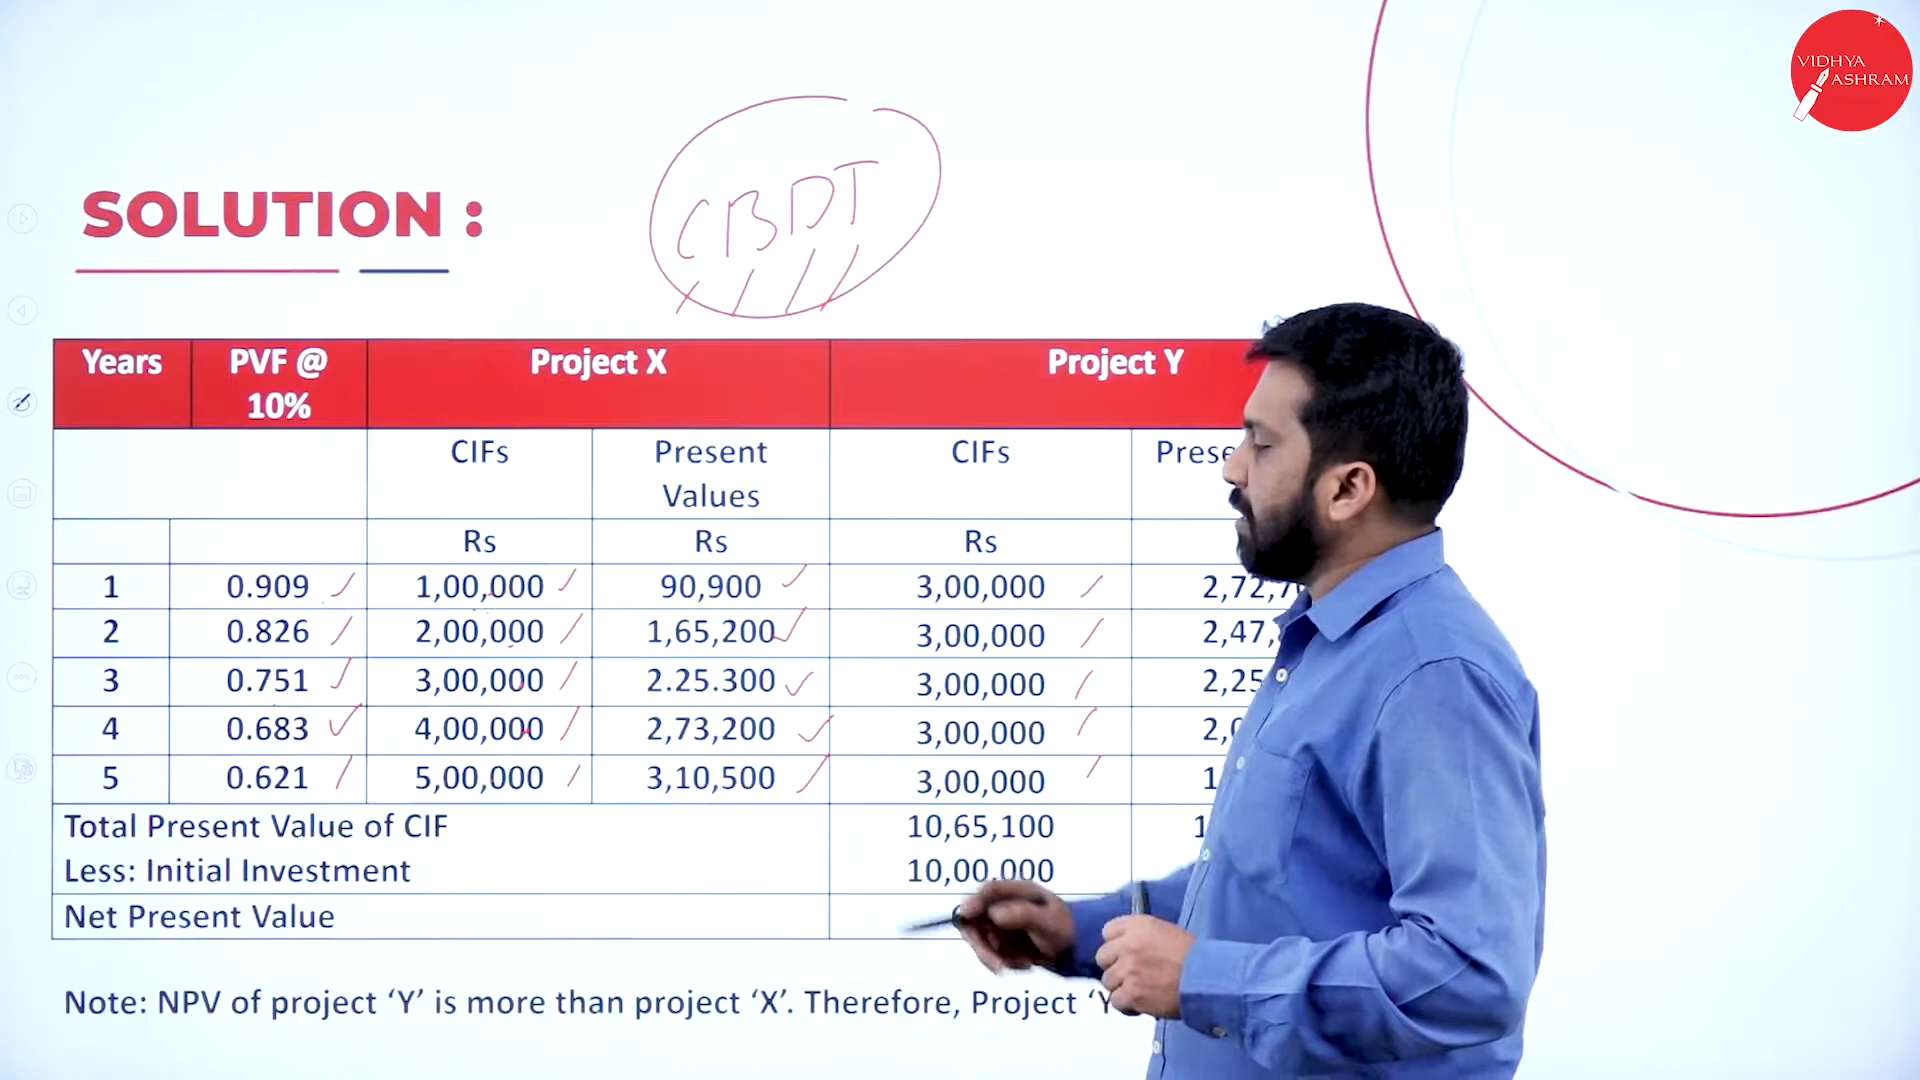 VIDHYA
ASHRAM
CBDT
SOLUTION :
Years PVF @ Project X Project Y
10%
CIFs Present CIFs
Values
Rs Rs Rs
1 0.909 1,00,000 90,900 3,00,000
2 0.826 2,00,000 1,65,200 3,00,000
3 0.751 3,00,000 2.25.300 3,00,000
4 0.683 4,00,000 2,73,200 3,00,000
5 0.621 5,00,000 3,10,500 3,00,000
Total Present Value of CIF 10,65,100
Less: Initial Investment 10,00,000
Net Present Value
Note: NPV of project ‘Y’ is more than project ‘X’. Therefore, Project ‘Y